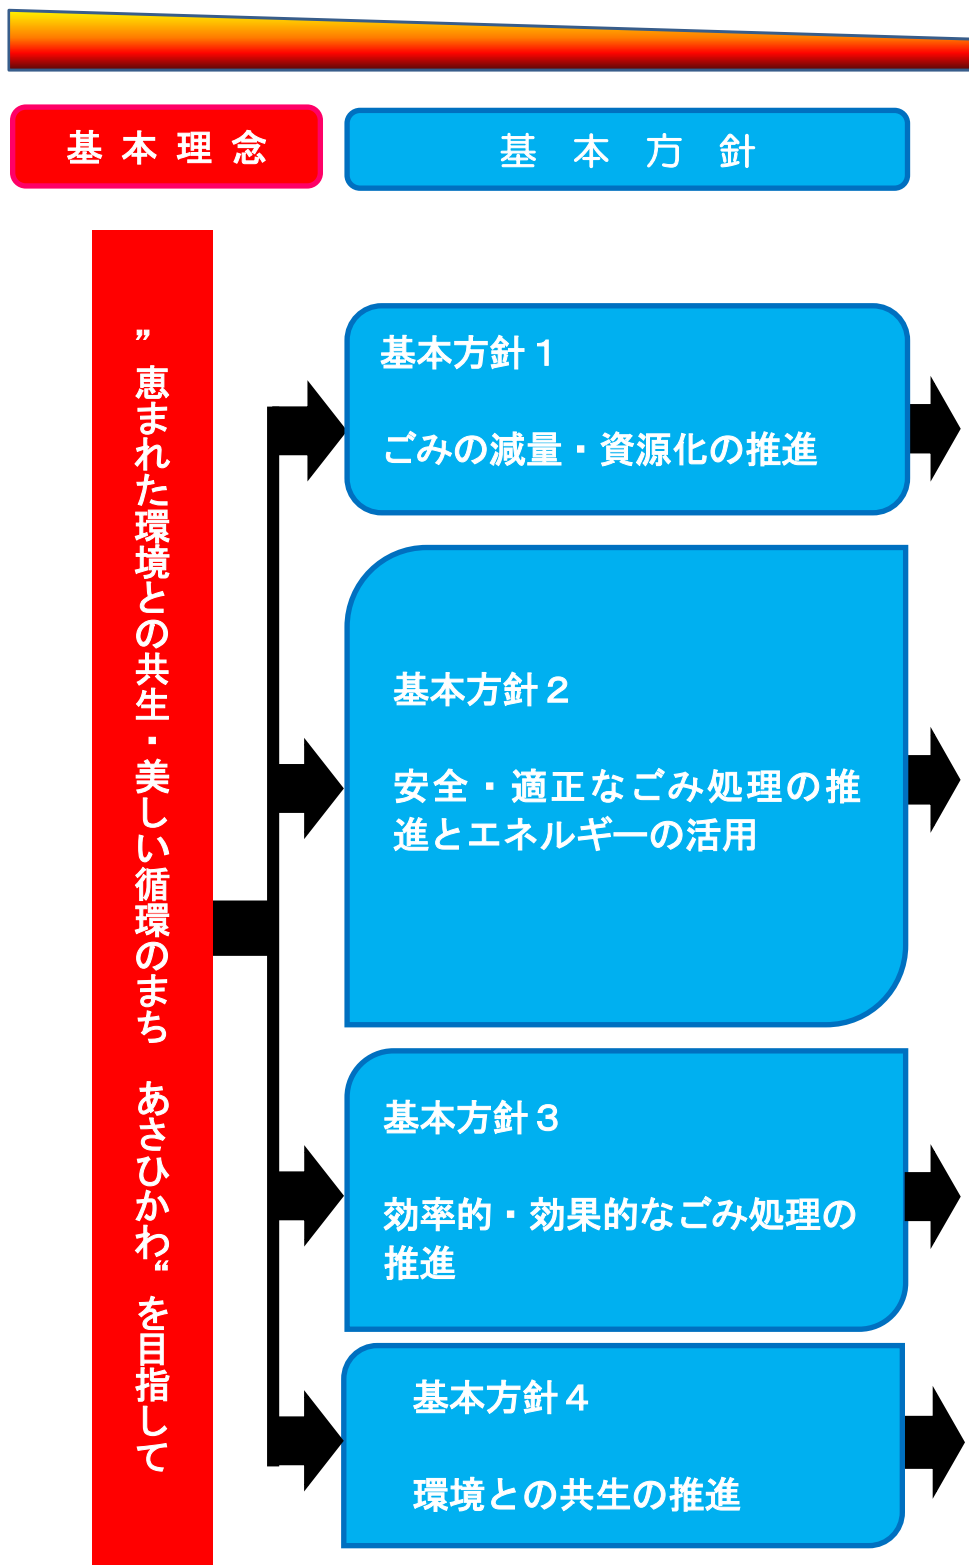 基本理念
基本方針
”恵まれた環境との共生・美しい循環のまち　あさひかわ“を目指して
基本方針１
ごみの減量・資源化の推進
基本方針２
安全・適正なごみ処理の推
進とエネルギーの活用
基本方針３
効率的・効果的なごみ処理の
推進
基本方針４
環境との共生の推進